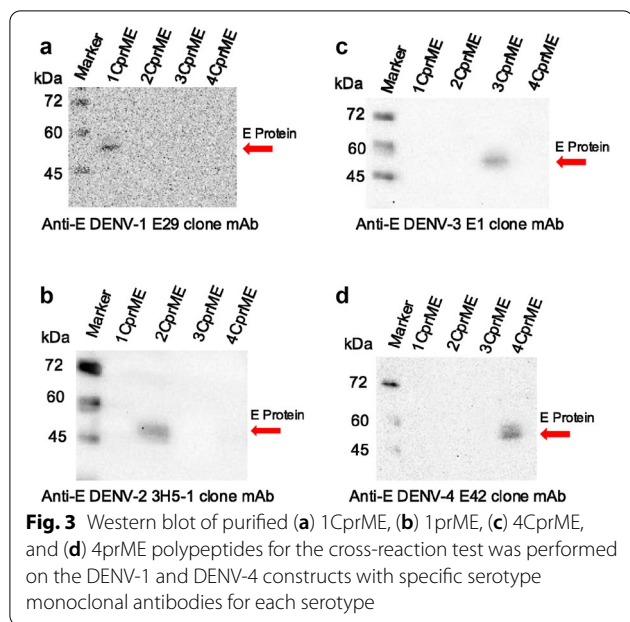 a
Marker 1CprME 2CprME 3CprME 4CprME
kDa
72
60
45
E Protein
Anti-E DENV-1 E29 clone mAb
c
Marker 1CprME 2CprME 3CprME 4CprME
kDa
72
60
45
E Protein
Anti-E DENV-3 E1 clone mAb
b
Marker 1CprME 2CprME 3CprME 4CprME
kDa
72
60
45
E Protein
Anti-E DENV-2 3H5-1 clone mAb
d
Marker 1CprME 2CprME 3CprME 4CprME
kDa
72
60
45
E Protein
Anti-E DENV-4 E42 clone mAb
Fig. 3 Western blot of purified (a) 1CprME, (b) 1prME, (c) 4CprME,
and (d) 4prME polypeptides for the cross-reaction test was performed
on the DENV-1 and DENV-4 constructs with specific serotype
monoclonal antibodies for each serotype